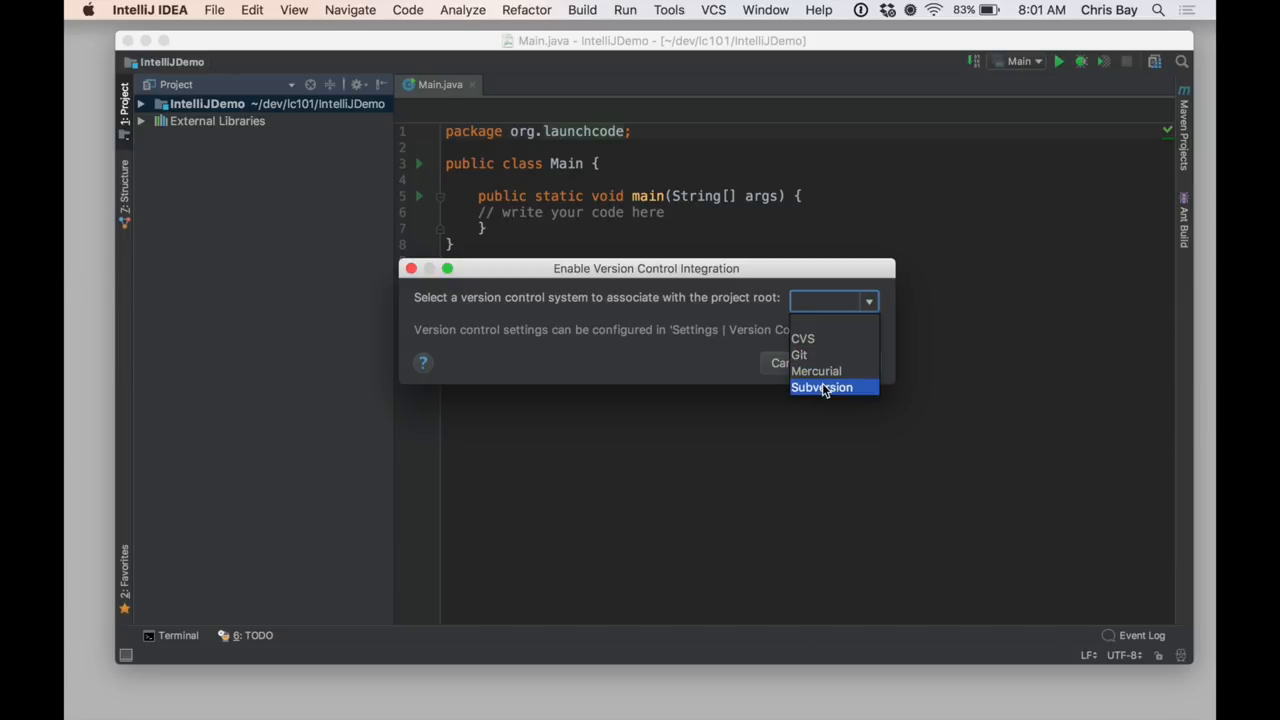 IntelliJ IDEA File Edit View Navigate Code Analyze Refactor Build Run Tools VCS Window Help 83% 8:01 AM Chris Bay
Main.java - IntelliJDemo - [~/dev/lc101/IntelliJDemo]
IntelliJDemo Main
1: Project
Project Main.java
IntelliJDemo ~/dev/lc101/IntelliJDemo
External Libraries
7: Structure
2: Favorites
1 package org.launchcode;
2
3 public class Main {
4
5 public static void main(String[] args) {
6 // write your code here
7 }
8 }
Maven Projects
Ant Build
Enable Version Control Integration
Select a version control system to associate with the project root:
Version control settings can be configured in 'Settings | Version Co
? Can
CVS
Git
Mercurial
Subversion
Terminal 6: TODO Event Log
LF UTF-8